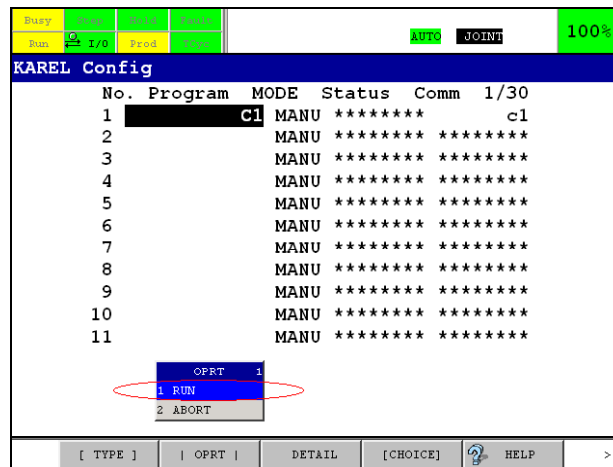 Busy Step Hold Fault
Run I/O Prod TCyc
AUTO JOINT 100%
KAREL Config
No. Program MODE Status Comm 1/30
1 C1 MANU ******** c1
2 MANU ******** ********
3 MANU ******** ********
4 MANU ******** ********
5 MANU ******** ********
6 MANU ******** ********
7 MANU ******** ********
8 MANU ******** ********
9 MANU ******** ********
10 MANU ******** ********
11 MANU ******** ********
OPRT 1
1 RUN
2 ABORT
[ TYPE ] | OPRT | DETAIL [CHOICE] HELP >